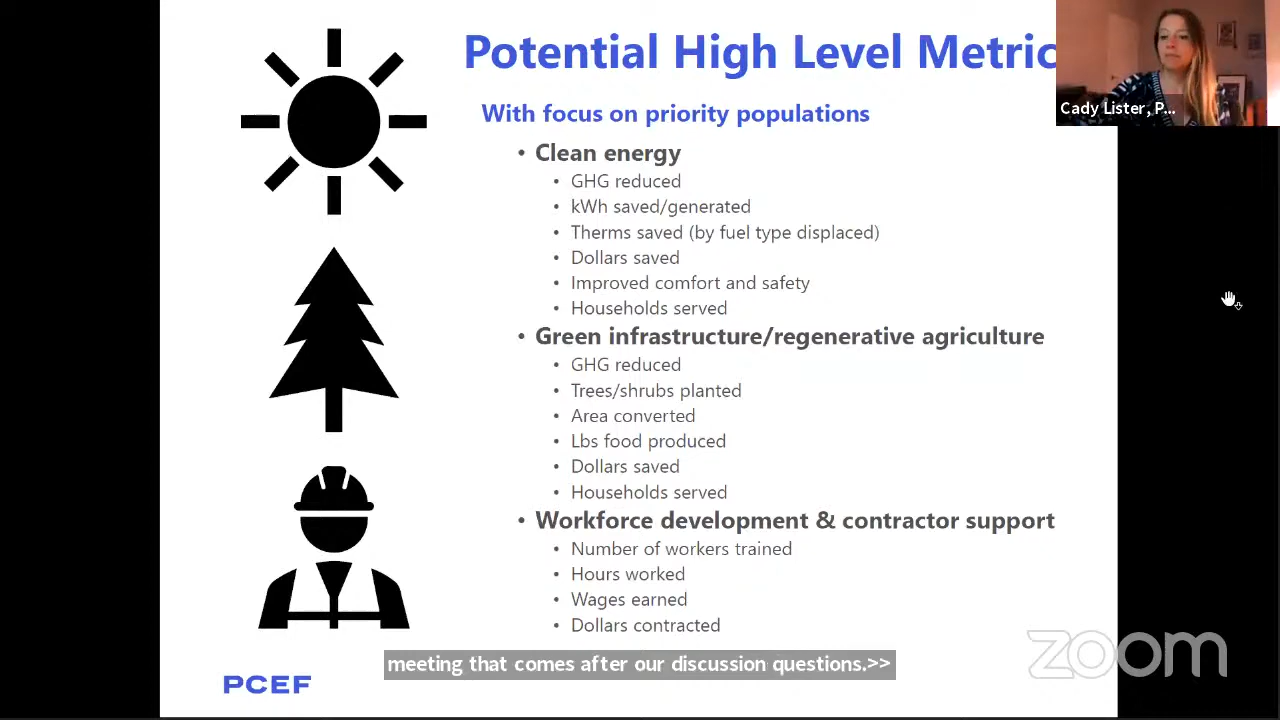 Potential High Level Metric
Cady Lister, P...
With focus on priority populations
• Clean energy
• GHG reduced
• kWh saved/generated
• Therms saved (by fuel type displaced)
• Dollars saved
• Improved comfort and safety
• Households served
• Green infrastructure/regenerative agriculture
• GHG reduced
• Trees/shrubs planted
• Area converted
• Lbs food produced
• Dollars saved
• Households served
• Workforce development & contractor support
• Number of workers trained
• Hours worked
• Wages earned
• Dollars contracted
meeting that comes after our discussion questions.>>
zoom
PCEF